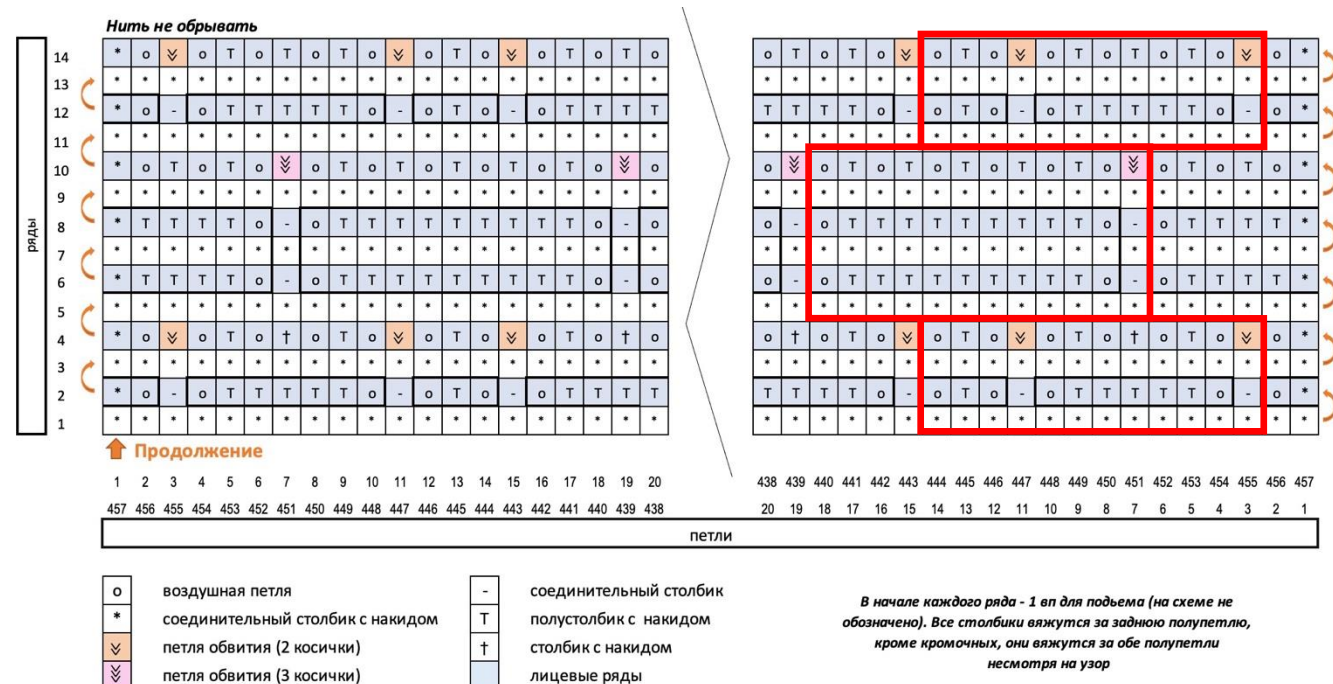 Нить не обрывать
14 * o ⩔ o T o T o T o ⩔ o T o ⩔ o T o T o o T o T o ⩔ o T o ⩔ o T o T o T o ⩔ o *
13 * * * * * * * * * * * * * * * * * * * * * * * * * * * * * * * * * * * * * * * *
12 * o - o T T T T T o - o T o - o T T T T T T T T o - o T o - o T T T T T o - o *
11 * * * * * * * * * * * * * * * * * * * * * * * * * * * * * * * * * * * * * * * *
10 * o T o T o ⩔ o T o T o T o T o T o ⩔ o o ⩔ o T o T o T o T o T o ⩔ o T o T o *
9 * * * * * * * * * * * * * * * * * * * * * * * * * * * * * * * * * * * * * * * *
8 * T T T T o - o T T T T T T T T T o - o o - o T T T T T T T T T o - o T T T T *
7 * * * * * * * * * * * * * * * * * * * * * * * * * * * * * * * * * * * * * * * *
6 * T T T T o - o T T T T T T T T T o - o o - o T T T T T T T T T o - o T T T T *
5 * * * * * * * * * * * * * * * * * * * * * * * * * * * * * * * * * * * * * * * *
4 * o ⩔ o T o † o T o ⩔ o T o ⩔ o T o † o o † o T o ⩔ o T o ⩔ o T o † o T o ⩔ o *
3 * * * * * * * * * * * * * * * * * * * * * * * * * * * * * * * * * * * * * * * *
2 * o - o T T T T T o - o T o - o T T T T T T T T o - o T o - o T T T T T o - o *
1 * * * * * * * * * * * * * * * * * * * * * * * * * * * * * * * * * * * * * * * *
ряды
Продолжение
1 2 3 4 5 6 7 8 9 10 11 12 13 14 15 16 17 18 19 20 438 439 440 441 442 443 444 445 446 447 448 449 450 451 452 453 454 455 456 457
457 456 455 454 453 452 451 450 449 448 447 446 445 444 443 442 441 440 439 438 20 19 18 17 16 15 14 13 12 11 10 9 8 7 6 5 4 3 2 1
петли
o воздушная петля
* соединительный столбик с накидом
⩔ петля обвития (2 косички)
⩔ петля обвития (3 косички)
- соединительный столбик
T полустолбик с накидом
† столбик с накидом
лицевые ряды
В начале каждого ряда - 1 вп для подьема (на схеме не
обозначено). Все столбики вяжутся за заднюю полупетлю,
кроме кромочных, они вяжутся за обе полупетли
несмотря на узор